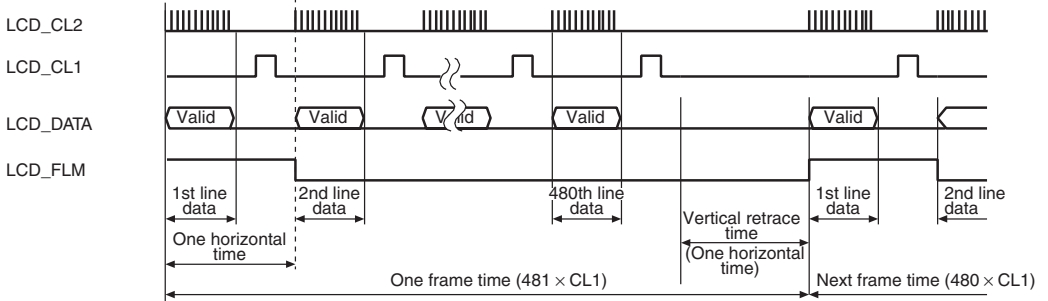 LCD_CL2
LCD_CL1
LCD_DATA
Valid
Valid
Valid
Valid
Valid
LCD_FLM
1st line
data
2nd line
data
480th line
data
1st line
data
2nd line
data
One horizontal
time
Vertical retrace
time
(One horizontal
time)
One frame time (481 × CL1)
Next frame time (480 × CL1)